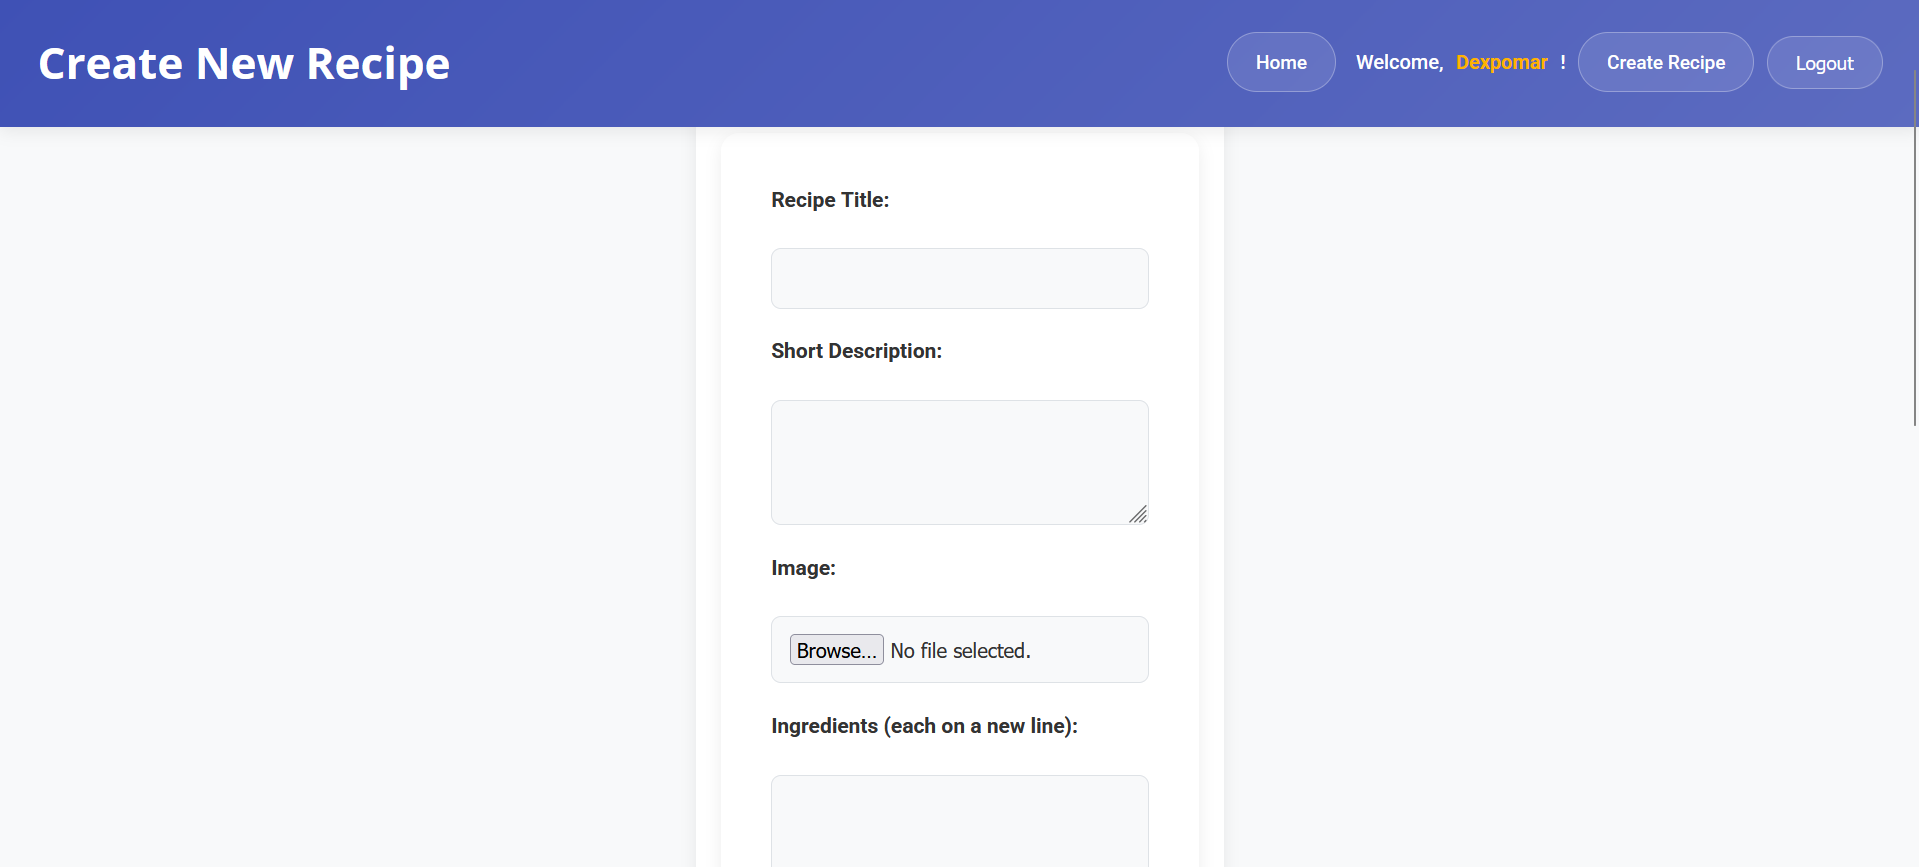 Create New Recipe
Home Welcome, Dexpomar ! Create Recipe Logout
Recipe Title:
Short Description:
Image:
Browse... No file selected.
Ingredients (each on a new line):